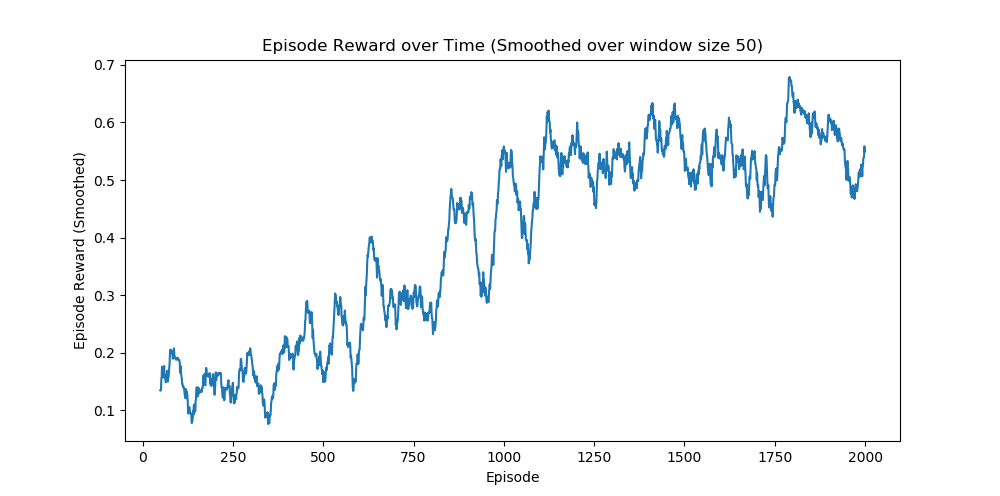 Episode Reward over Time (Smoothed over window size 50)
Episode Reward (Smoothed)
0.7
0.6
0.5
0.4
0.3
0.2
0.1
0 250 500 750 1000 1250 1500 1750 2000
Episode